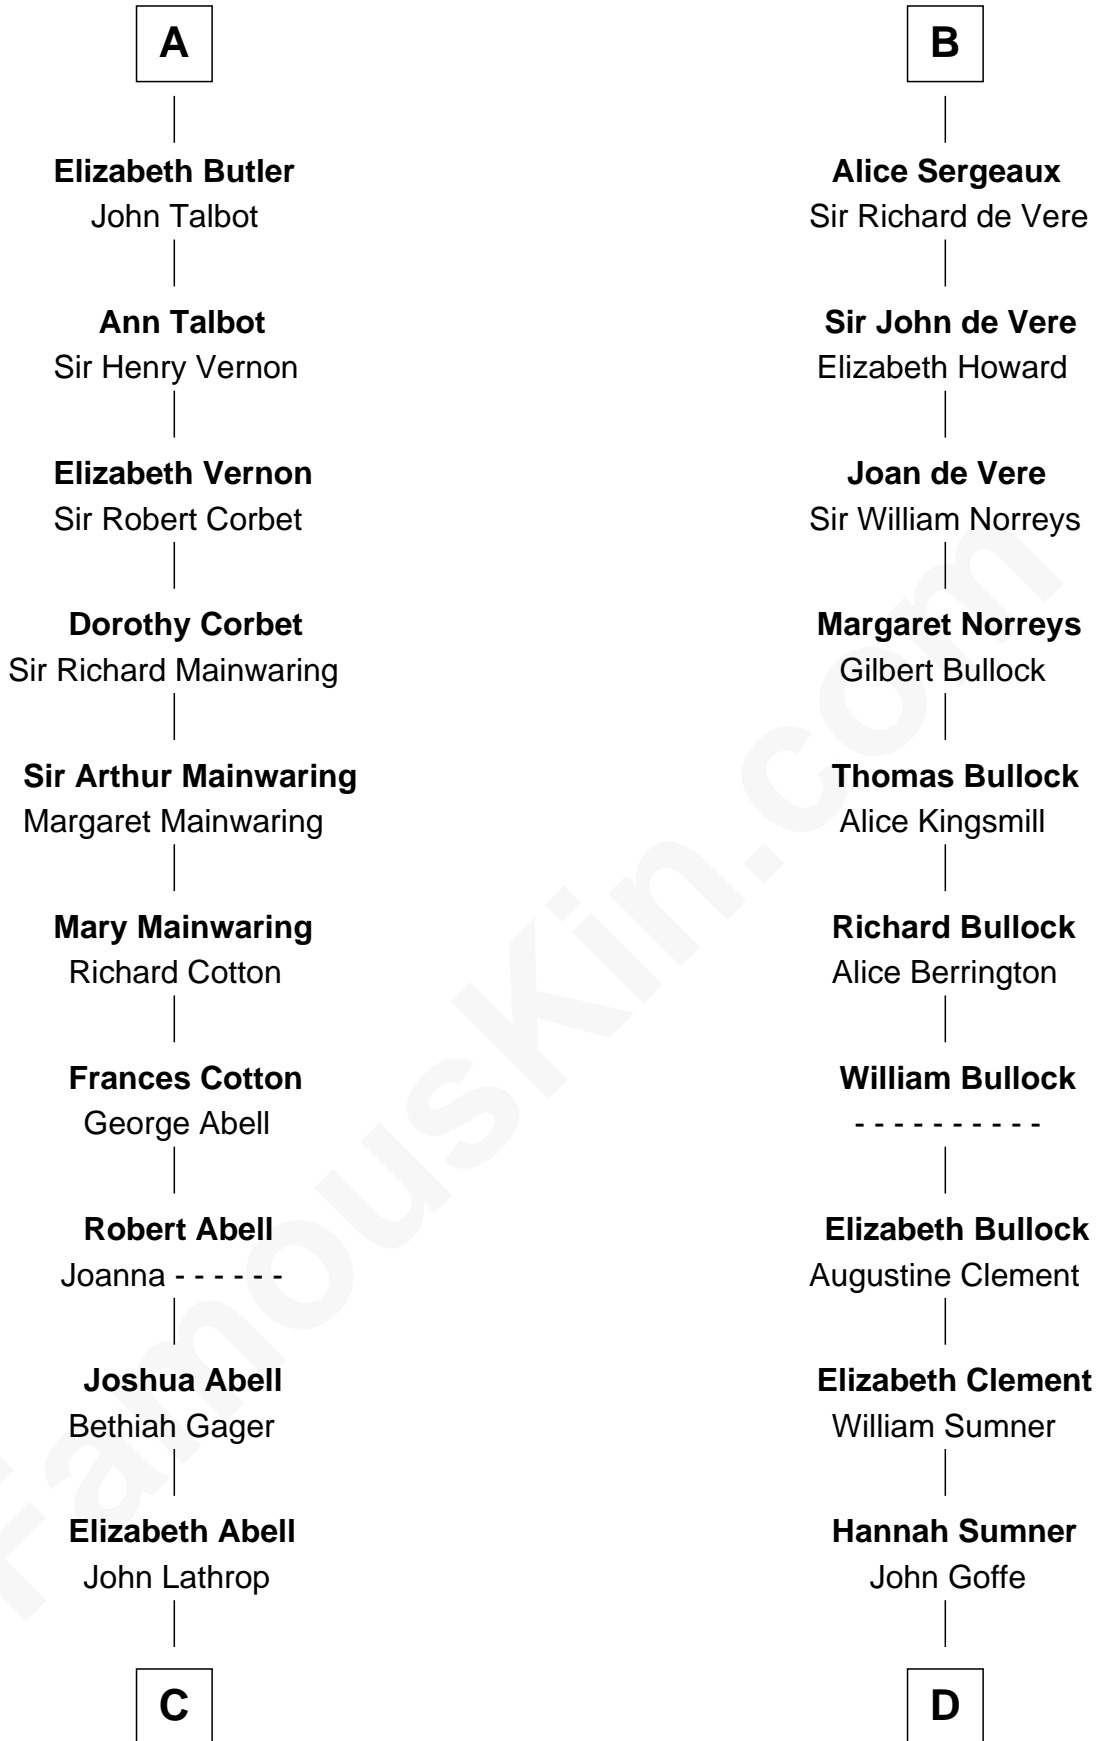 A
Elizabeth Butler
John Talbot
Ann Talbot
Sir Henry Vernon
Elizabeth Vernon
Sir Robert Corbet
Dorothy Corbet
Sir Richard Mainwaring
Sir Arthur Mainwaring
Margaret Mainwaring
Mary Mainwaring
Richard Cotton
Frances Cotton
George Abell
Robert Abell
Joanna - - - - - -
Joshua Abell
Bethiah Gager
Elizabeth Abell
John Lathrop
C
B
Alice Sergeaux
Sir Richard de Vere
Sir John de Vere
Elizabeth Howard
Joan de Vere
Sir William Norreys
Margaret Norreys
Gilbert Bullock
Thomas Bullock
Alice Kingsmill
Richard Bullock
Alice Berrington
William Bullock
- - - - - - - - - -
Elizabeth Bullock
Augustine Clement
Elizabeth Clement
William Sumner
Hannah Sumner
John Goffe
D
FamousKin.com